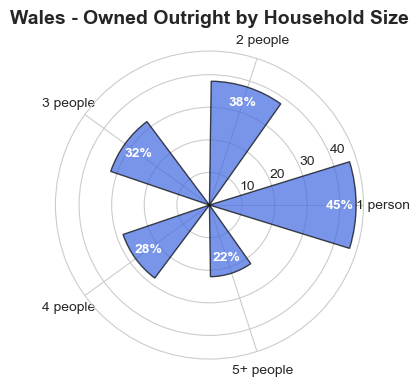 Wales - Owned Outright by Household Size
2 people
3 people
38%
32%
40
30
20
10
45%
1 person
28%
22%
4 people
5+ people